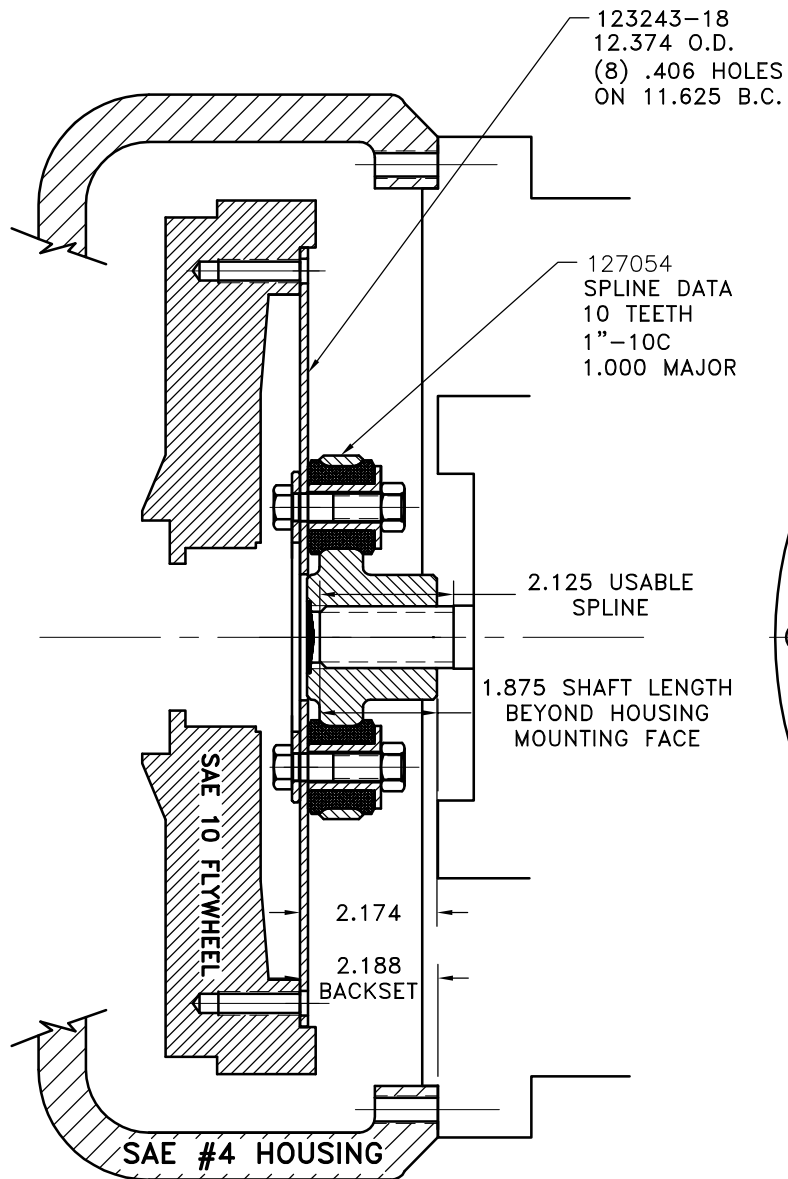 123243-18
12.374 O.D.
(8) .406 HOLES
ON 11.625 B.C.
127054
SPLINE DATA
10 TEETH
1"-10C
1.000 MAJOR
2.125 USABLE
SPLINE
1.875 SHAFT LENGTH
BEYOND HOUSING
MOUNTING FACE
SAE 10 FLYWHEEL
2.174
2.188
BACKSET
SAE #4 HOUSING